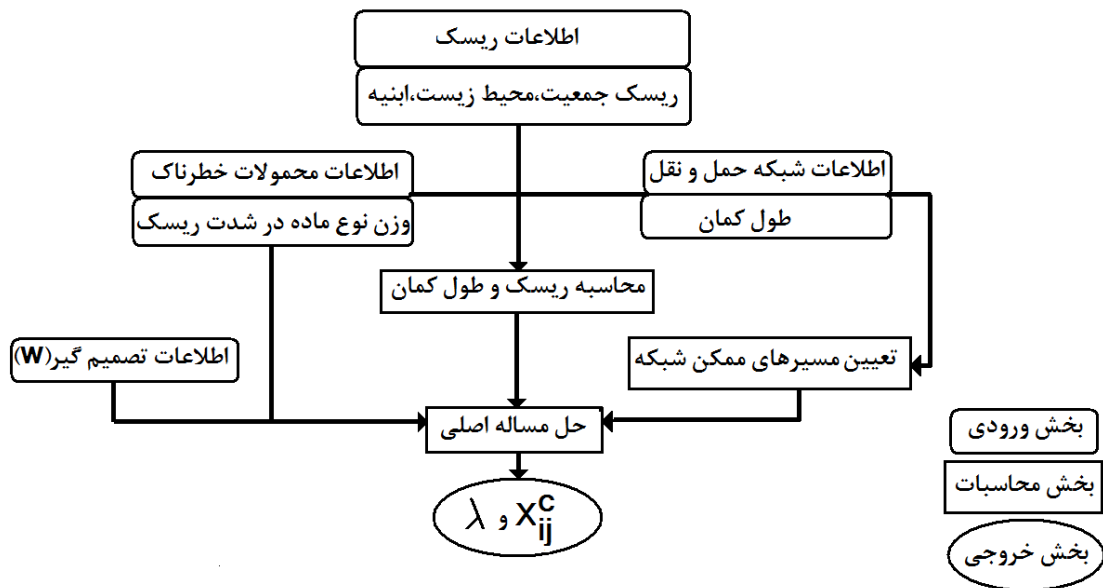 اطلاعات ریسک
ریسک جمعیت،محیط زیست،ابنیه
اطلاعات شبکه حمل و نقل
طول کمان
اطلاعات محمولات خطرناک
وزن نوع ماده در شدت ریسک
محاسبه ریسک و طول کمان
تعیین مسیرهای ممکن شبکه
اطلاعات تصمیم گیر(W)
حل مساله اصلی
λ و X_{ij}^{C}
بخش ورودی
بخش محاسبات
بخش خروجی